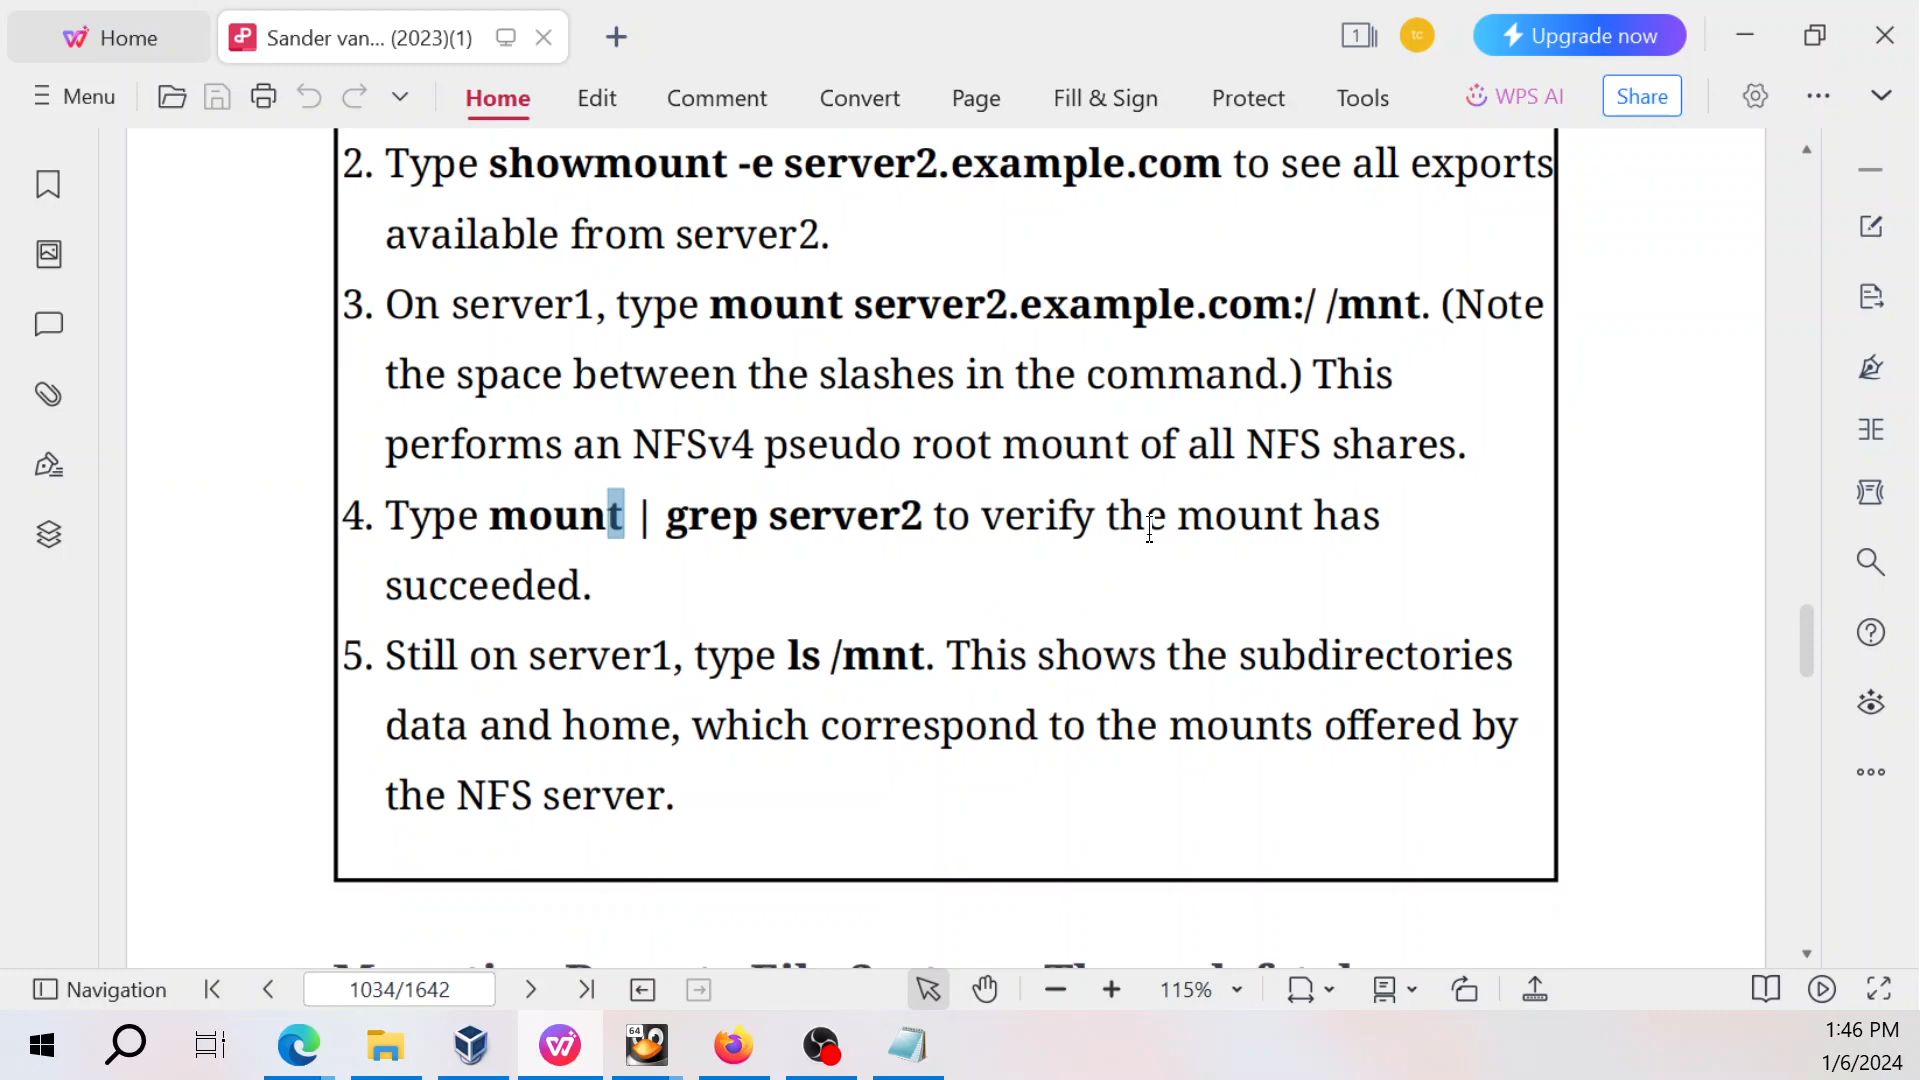 Home
Sander van... (2023)(1)
1
tc
Upgrade now
Menu
Home
Edit
Comment
Convert
Page
Fill & Sign
Protect
Tools
WPS AI
Share
2. Type showmount -e server2.example.com to see all exports
available from server2.
3. On server1, type mount server2.example.com:/ /mnt. (Note
the space between the slashes in the command.) This
performs an NFSv4 pseudo root mount of all NFS shares.
4. Type mount | grep server2 to verify the mount has
succeeded.
5. Still on server1, type ls /mnt. This shows the subdirectories
data and home, which correspond to the mounts offered by
the NFS server.
Navigation
1034/1642
115%
64
1:46 PM
1/6/2024